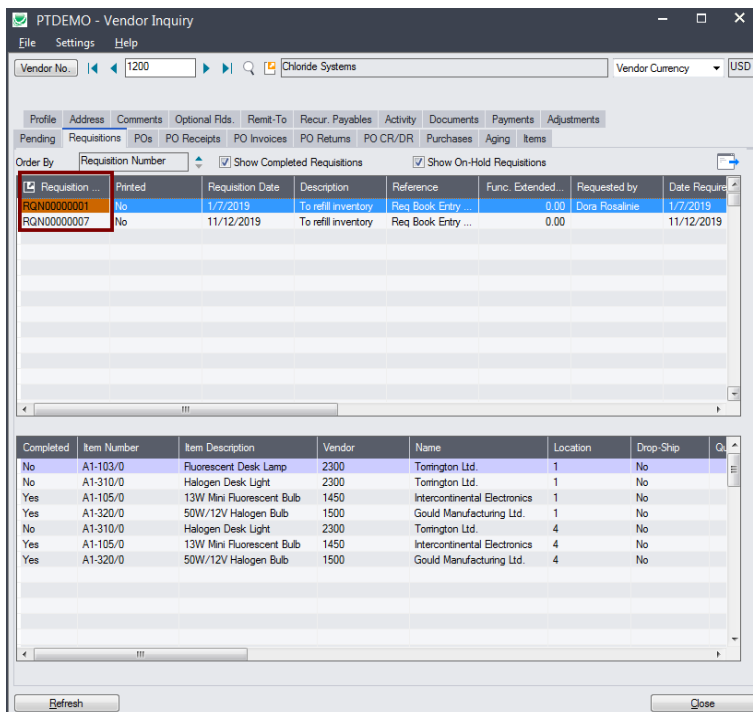 PTDEMO - Vendor Inquiry
File Settings Help
Vendor No. 1200 Chloride Systems Vendor Currency USD
Profile Address Comments Optional Flds. Remit-To Recur. Payables Activity Documents Payments Adjustments
Pending Requisitions POs PO Receipts PO Invoices PO Returns PO CR/DR Purchases Aging Items
Order By Requisition Number Show Completed Requisitions Show On-Hold Requisitions
Requisition ... Printed Requisition Date Description Reference Func. Extended... Requested by Date Require
RQN00000001 No 1/7/2019 To refill inventory Req Book Entry ... 0.00 Dora Rosalinie 1/7/2019
RQN00000007 No 11/12/2019 To refill inventory Req Book Entry ... 0.00 11/12/2019
Completed Item Number Item Description Vendor Name Location Drop-Ship Qu
No A1-103/0 Fluorescent Desk Lamp 2300 Torrington Ltd. 1 No
No A1-310/0 Halogen Desk Light 2300 Torrington Ltd. 1 No
Yes A1-105/0 13W Mini Fluorescent Bulb 1450 Intercontinental Electronics 1 No
Yes A1-320/0 50W/12V Halogen Bulb 1500 Gould Manufacturing Ltd. 1 No
No A1-310/0 Halogen Desk Light 2300 Torrington Ltd. 4 No
Yes A1-105/0 13W Mini Fluorescent Bulb 1450 Intercontinental Electronics 4 No
Yes A1-320/0 50W/12V Halogen Bulb 1500 Gould Manufacturing Ltd. 4 No
Refresh Close